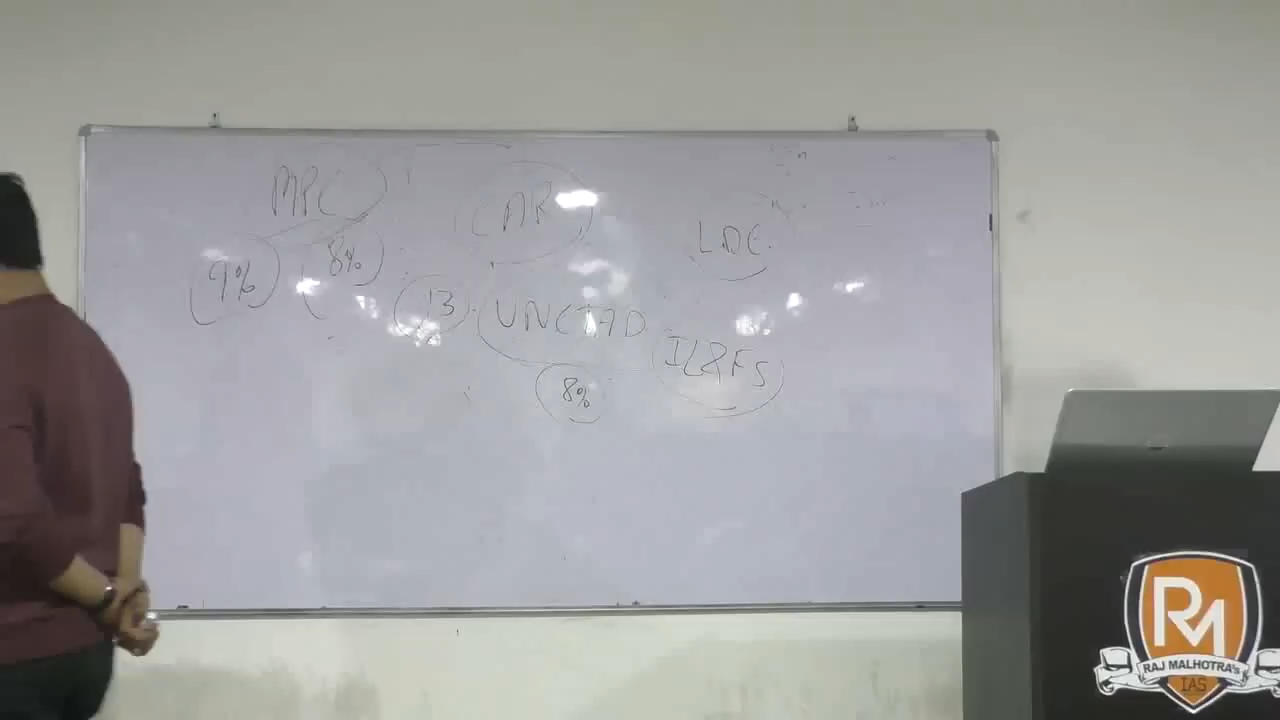 MPC
CAR
LDC
9%
8%
13
UNCTAD
IL&FS
8%
RM
RAJ MALHOTRA's
IAS